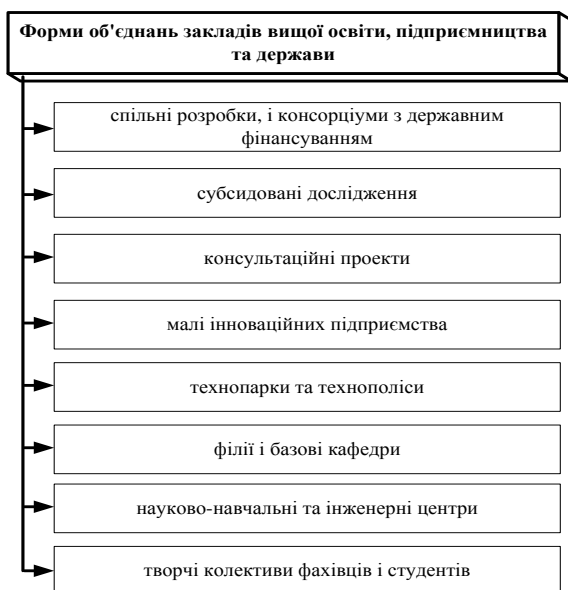 Форми об'єднань закладів вищої освіти, підприємництва
та держави
спільні розробки, і консорціуми з державним
фінансуванням
субсидовані дослідження
консультаційні проекти
малі інноваційних підприємства
технопарки та технополіси
філії і базові кафедри
науково-навчальні та інженерні центри
творчі колективи фахівців і студентів